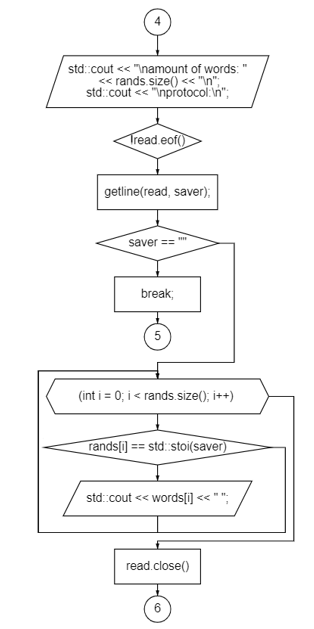 4
std::cout << "\namount of words: "
<< rands.size() << "\n";
std::cout << "\nprotocol:\n";
!read.eof()
getline(read, saver);
saver == ""
break;
5
(int i = 0; i < rands.size(); i++)
rands[i] == std::stoi(saver)
std::cout << words[i] << " ";
read.close()
6